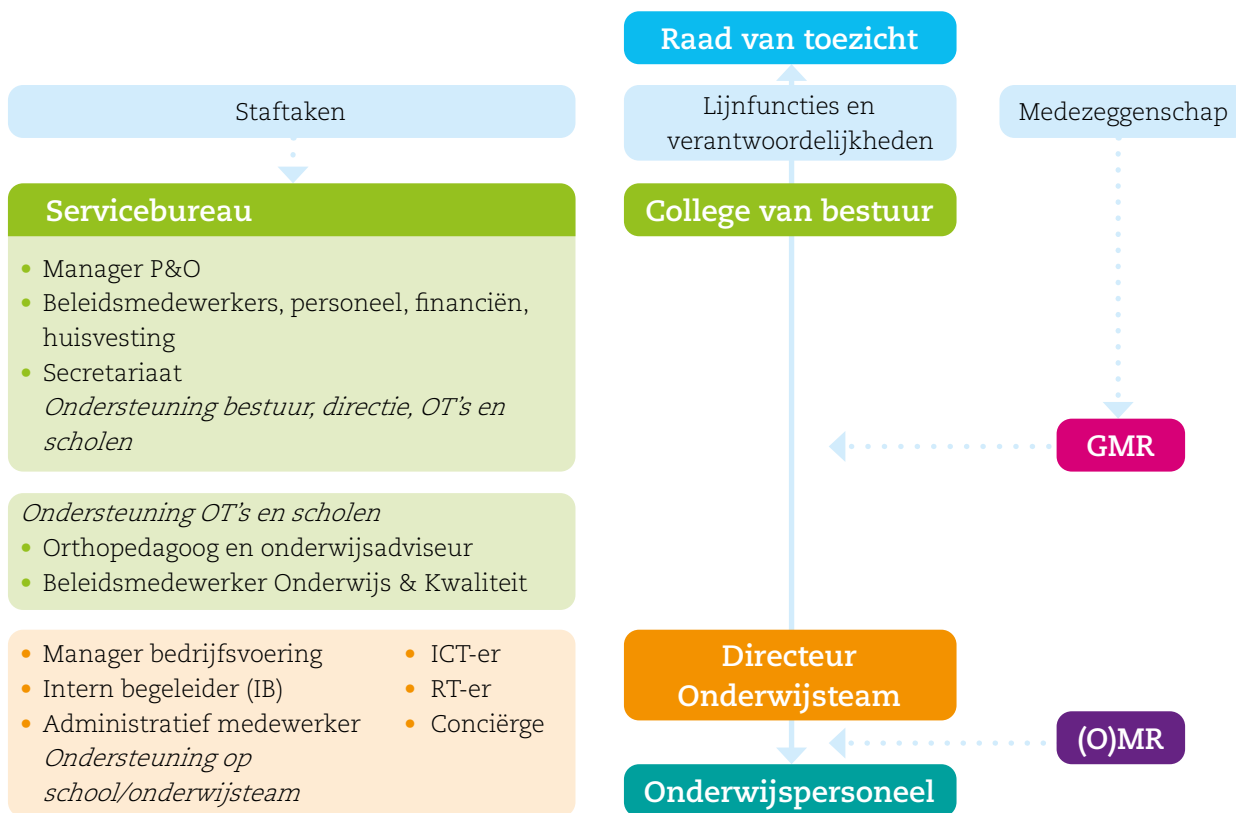 Raad van toezicht
Staftaken
Lijnfuncties en
verantwoordelijkheden
Medezeggenschap
Servicebureau
College van bestuur
• Manager P&O
• Beleidsmedewerkers, personeel, financiën,
huisvesting
• Secretariaat
Ondersteuning bestuur, directie, OT's en
scholen
GMR
Ondersteuning OT's en scholen
• Orthopedagoog en onderwijsadviseur
• Beleidsmedewerker Onderwijs & Kwaliteit
• Manager bedrijfsvoering
• Intern begeleider (IB)
• Administratief medewerker
Ondersteuning op
school/onderwijsteam
• ICT-er
• RT-er
• Conciërge
Directeur
Onderwijsteam
(O)MR
Onderwijspersoneel